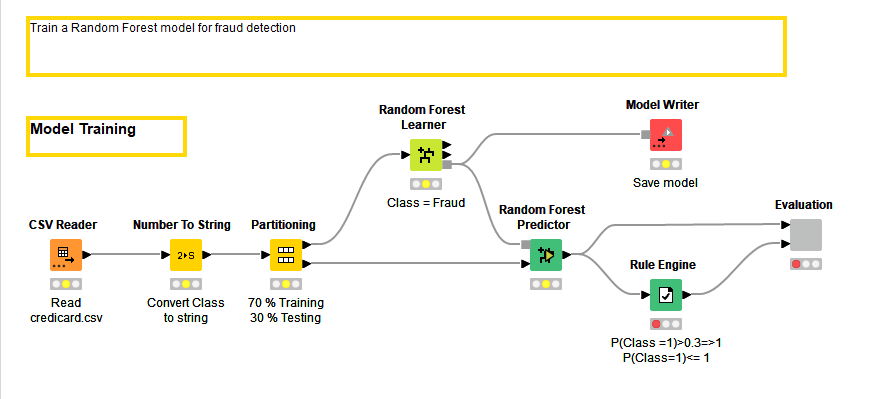 Train a Random Forest model for fraud detection
Model Training
Random Forest
Learner
Class = Fraud
Model Writer
Save model
CSV Reader
Read
credicard.csv
Number To String
2 S
Convert Class
to string
Partitioning
70 % Training
30 % Testing
Random Forest
Predictor
Rule Engine
P(Class =1)>0.3=>1
P(Class=1)<= 1
Evaluation